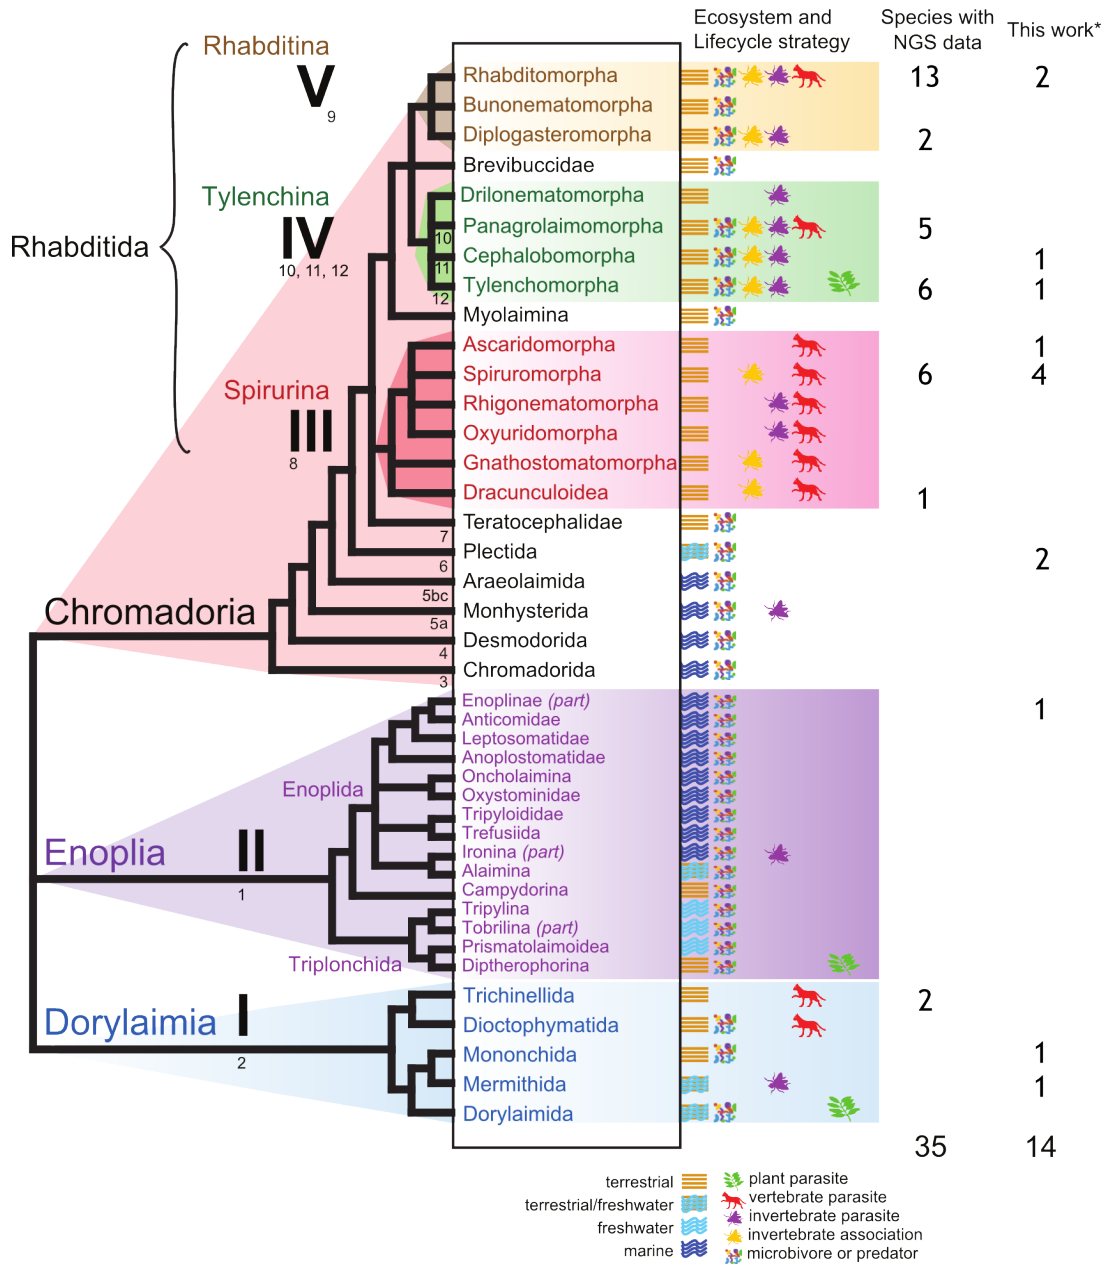 Ecosystem and
Lifecycle strategy
Species with
NGS data
This work*
Rhabditida
Rhabditina
V
9
Tylenchina
IV
10, 11, 12
Spirurina
III
8
Chromadoria
Enoplia
II
1
Enoplida
Triplonchida
Dorylaimia
I
2
Rhabditomorpha 13 2
Bunonematomorpha
Diplogasteromorpha 2
Brevibuccidae
Drilonematomorpha
Panagrolaimomorpha 5
10
Cephalobomorpha 1
11
Tylenchomorpha 6 1
12
Myolaimina
Ascaridomorpha 1
Spiruromorpha 6 4
Rhigonematomorpha
Oxyuridomorpha
Gnathostomatomorpha
Dracunculoidea 1
Teratocephalidae
7
Plectida 2
6
Araeolaimida
5bc
Monhysterida
5a
Desmodorida
4
Chromadorida
3
Enoplinae (part) 1
Anticomidae
Leptosomatidae
Anoplostomatidae
Oncholaimina
Oxystominidae
Tripyloididae
Trefusiida
Ironina (part)
Alaimina
Campydorina
Tripylina
Tobrilina (part)
Prismatolaimoidea
Diptherophorina
Trichinellida 2
Dioctophymatida
Mononchida 1
Mermithida 1
Dorylaimida
35 14
terrestrial
terrestrial/freshwater
freshwater
marine
plant parasite
vertebrate parasite
invertebrate parasite
invertebrate association
microbivore or predator